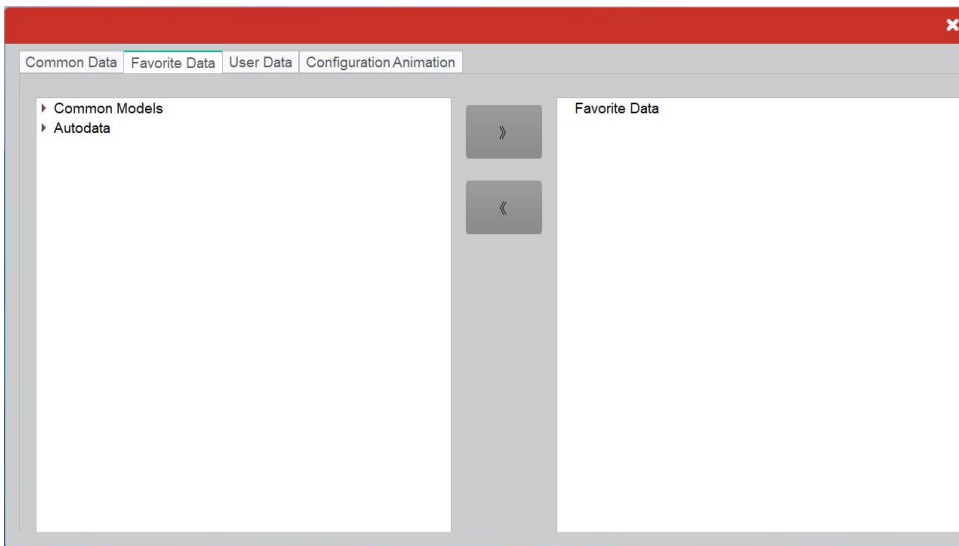 Common Data
Favorite Data
User Data
Configuration Animation
Common Models
Autodata
》
《
Favorite Data